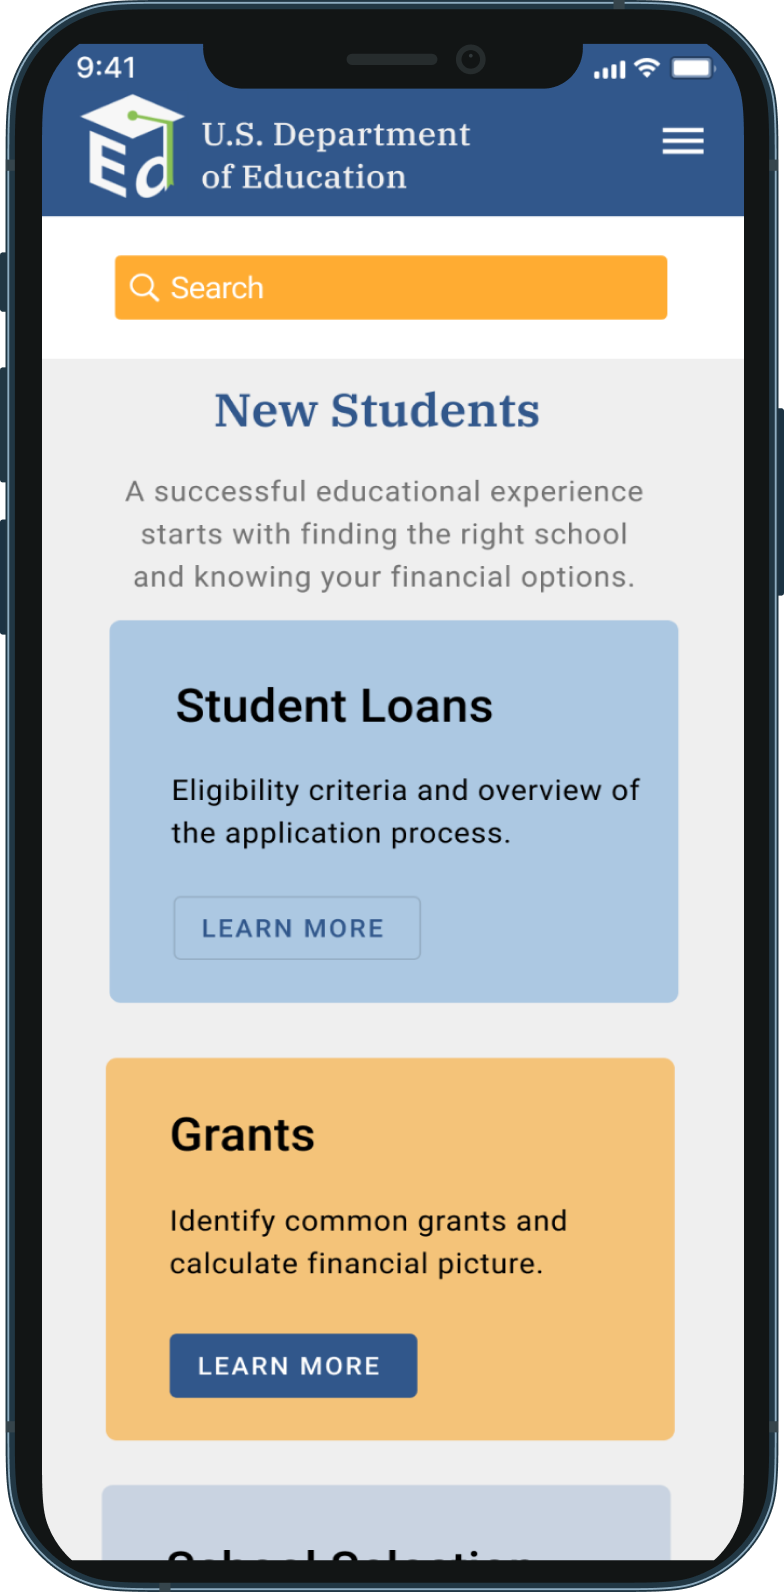 9:41
Ed
U.S. Department
of Education
Search
New Students
A successful educational experience
starts with finding the right school
and knowing your financial options.
Student Loans
Eligibility criteria and overview of
the application process.
LEARN MORE
Grants
Identify common grants and
calculate financial picture.
LEARN MORE
School Selection